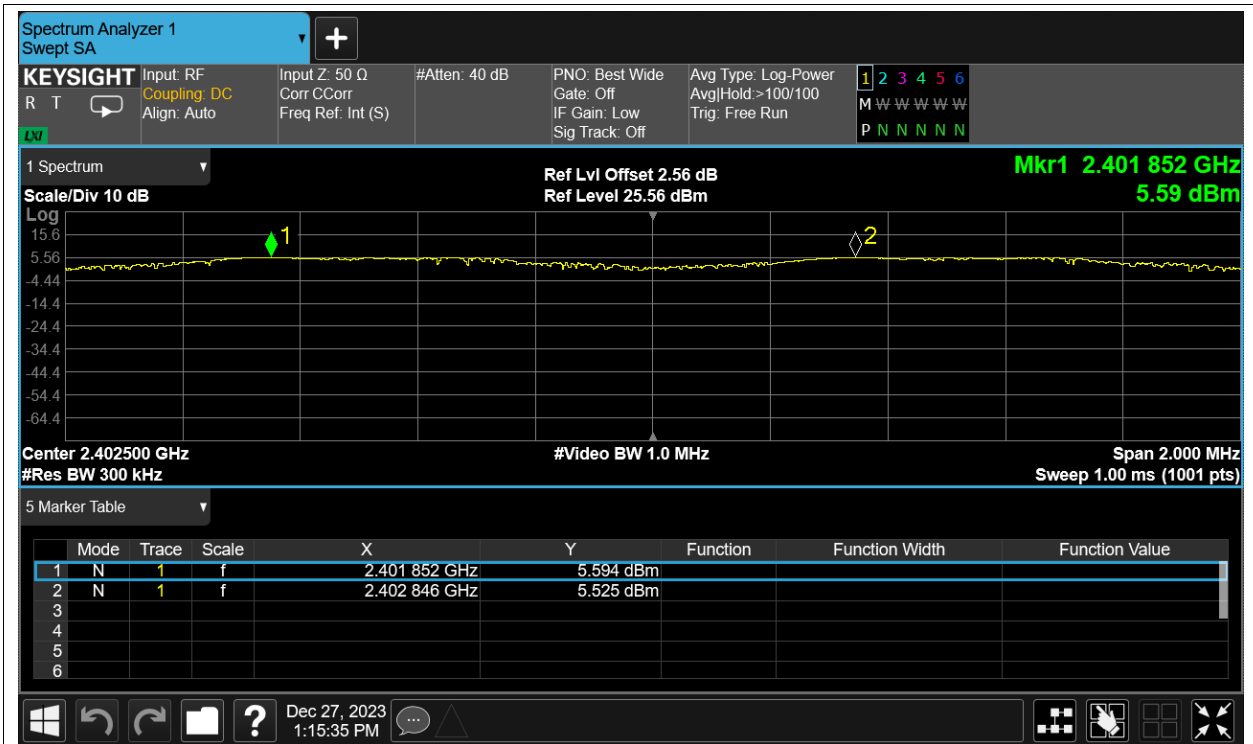 Spectrum Analyzer 1
Swept SA
KEYSIGHT Input: RF Input Z: 50 Ω #Atten: 40 dB PNO: Best Wide Avg Type: Log-Power 1 2 3 4 5 6
R T Coupling: DC Corr CCorr Gate: Off Avg|Hold:>100/100 M W W W W W
Align: Auto Freq Ref: Int (S) IF Gain: Low Trig: Free Run
LXI Sig Track: Off P N N N N N
1 Spectrum Ref Lvl Offset 2.56 dB Mkr1 2.401 852 GHz
Scale/Div 10 dB Ref Level 25.56 dBm 5.59 dBm
Log
15.6
1 2
5.56
-4.44
-14.4
-24.4
-34.4
-44.4
-54.4
-64.4
Center 2.402500 GHz #Video BW 1.0 MHz Span 2.000 MHz
#Res BW 300 kHz Sweep 1.00 ms (1001 pts)
5 Marker Table
Mode Trace Scale X Y Function Function Width Function Value
1 N 1 f 2.401 852 GHz 5.594 dBm
2 N 1 f 2.402 846 GHz 5.525 dBm
3
4
5
6
? Dec 27, 2023
1:15:35 PM